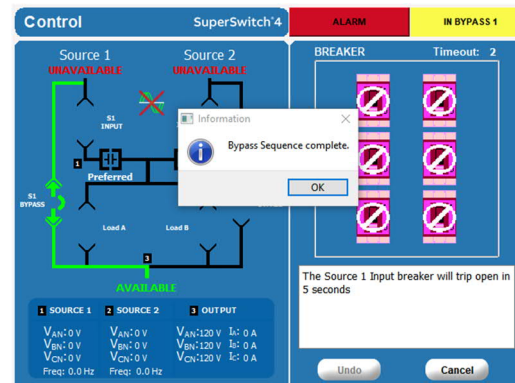 Control
SuperSwitch®4
ALARM
IN BYPASS 1
Source 1
UNAVAILABLE
Source 2
UNAVAILABLE
BREAKER
Timeout: 2
S1
INPUT
Information
Bypass Sequence complete.
OK
1
Preferred
S1
BYPASS
Load A
Load B
3
AVAILABLE
The Source 1 Input breaker will trip open in
5 seconds
1 SOURCE 1
2 SOURCE 2
3 OUTPUT
VAN: 0 V
VAN: 0 V
VAN: 120 V IA: 0 A
VBN: 0 V
VBN: 0 V
VBN: 120 V IB: 0 A
VCN: 0 V
VCN: 0 V
VCN: 120 V IC: 0 A
Freq: 0.0 Hz
Freq: 0.0 Hz
Undo
Cancel